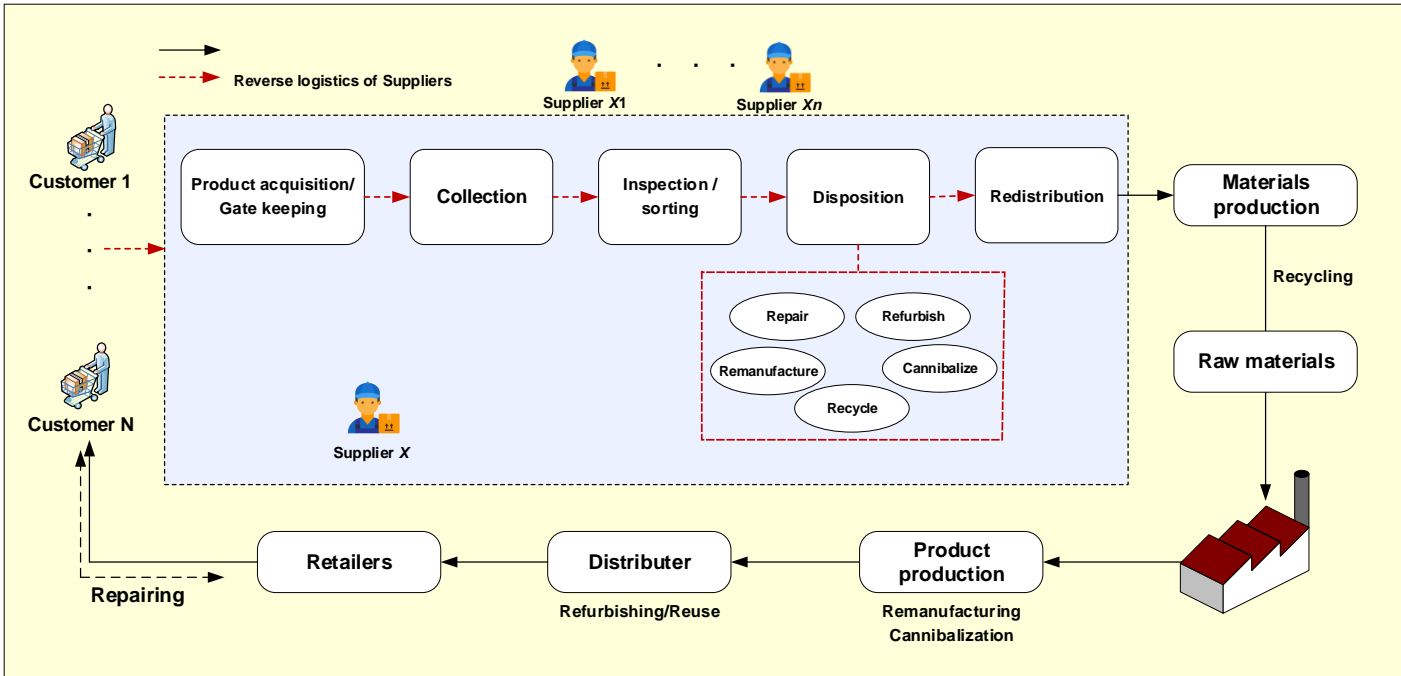 Reverse logistics of Suppliers
Supplier X1
Supplier Xn
Customer 1
Product acquisition/
Gate keeping
Collection
Inspection /
sorting
Disposition
Redistribution
Materials
production
Recycling
Repair
Refurbish
Remanufacture
Cannibalize
Recycle
Raw materials
Customer N
Supplier X
Retailers
Distributer
Product
production
Repairing
Refurbishing/Reuse
Remanufacturing
Cannibalization